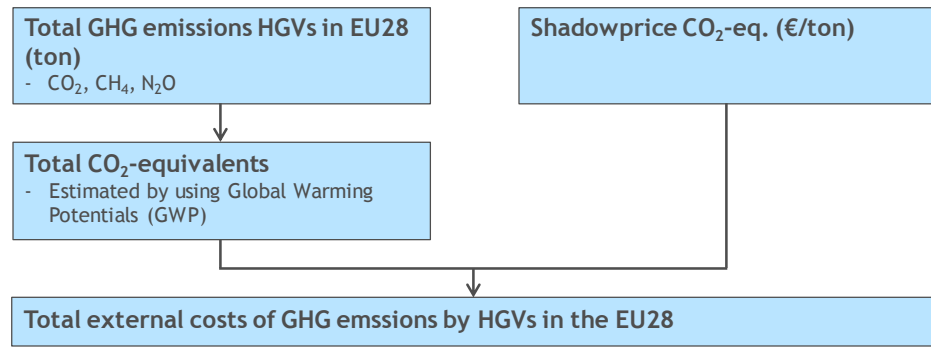 Total GHG emissions HGVs in EU28
(ton)
- CO₂, CH₄, N₂O
Shadowprice CO₂-eq. (€/ton)
Total CO₂-equivalents
- Estimated by using Global Warming
Potentials (GWP)
Total external costs of GHG emssions by HGVs in the EU28